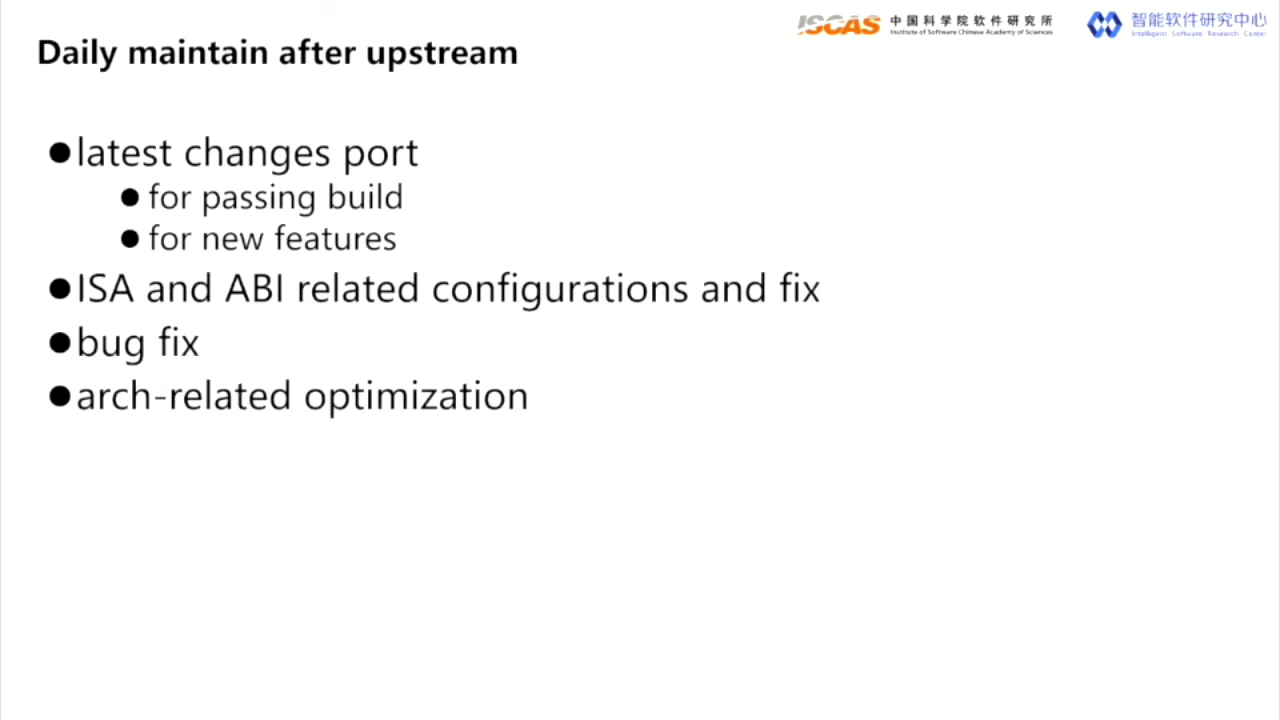 ISCAS 中国科学院软件研究所
Institute of Software Chinese Academy of Sciences
智能软件研究中心
Intelligent Software Research Center
Daily maintain after upstream
●latest changes port
●for passing build
●for new features
●ISA and ABI related configurations and fix
●bug fix
●arch-related optimization